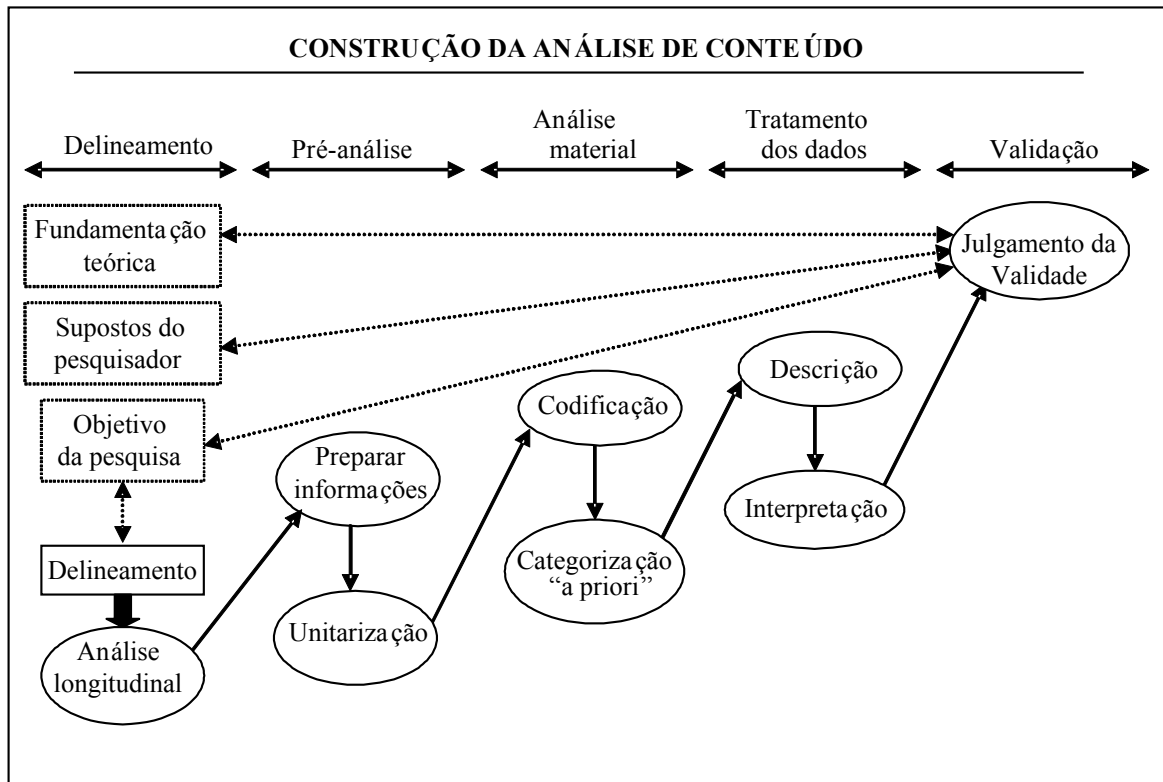 CONSTRUÇÃO DA ANÁLISE DE CONTEÚDO
Delineamento
Pré-análise
Análise
material
Tratamento
dos dados
Validação
Fundamentação
teórica
Supostos do
pesquisador
Objetivo
da pesquisa
Delineamento
Análise
longitudinal
Preparar
informações
Unitarização
Codificação
Categorização
“a priori”
Descrição
Interpretação
Julgamento da
Validade